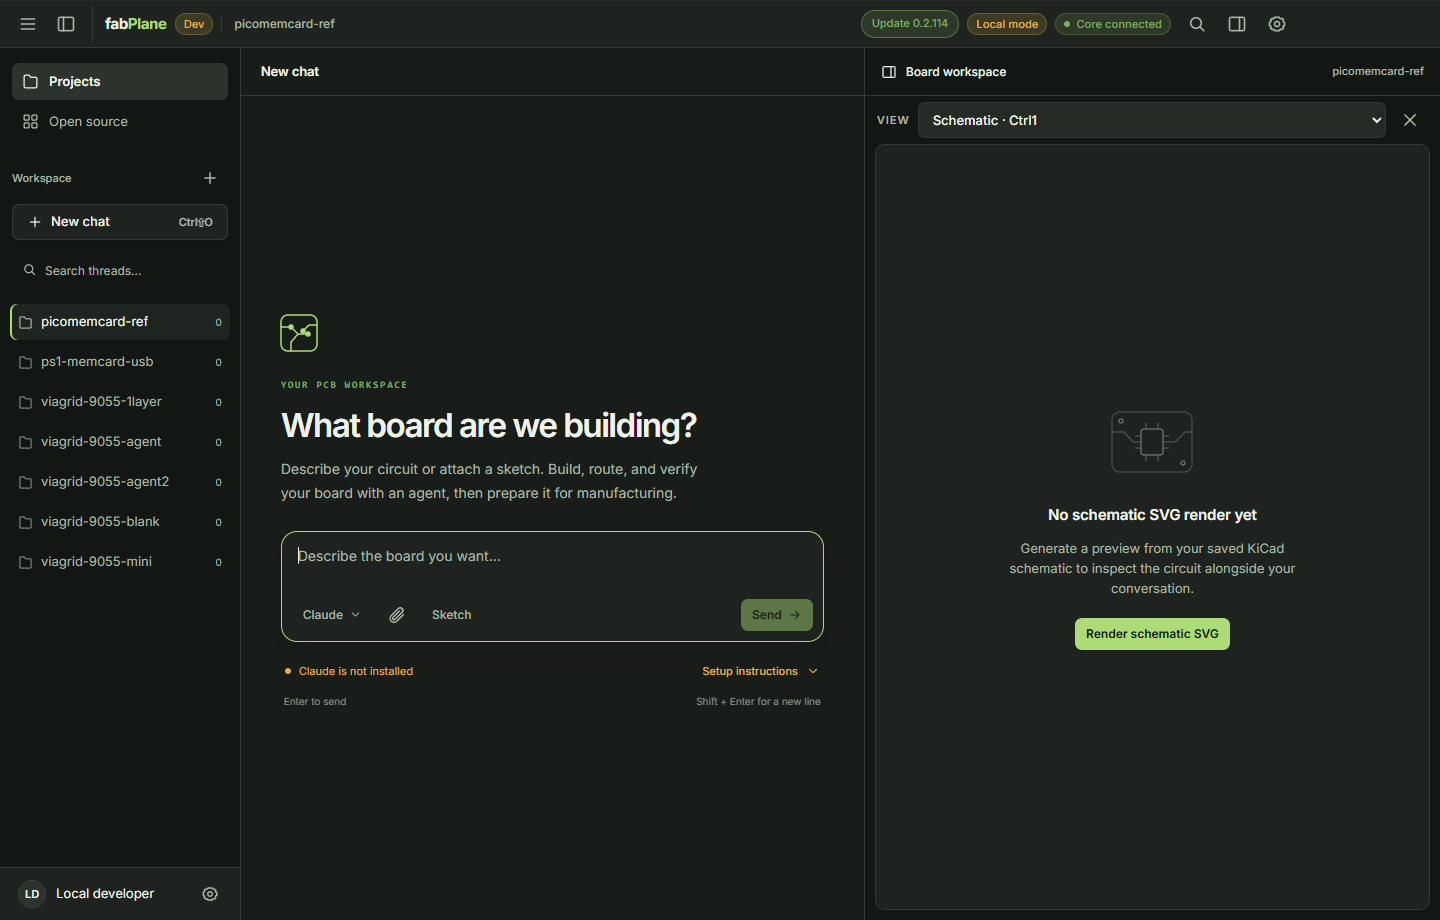 fabPlane
Dev
picomemcard-ref
Update 0.2.114
Local mode
Core connected
Projects
Open source
Workspace
New chat
Ctrl⇧O
Search threads...
picomemcard-ref
0
ps1-memcard-usb
0
viagrid-9055-1layer
0
viagrid-9055-agent
0
viagrid-9055-agent2
0
viagrid-9055-blank
0
viagrid-9055-mini
0
LD
Local developer
New chat
YOUR PCB WORKSPACE
What board are we building?
Describe your circuit or attach a sketch. Build, route, and verify
your board with an agent, then prepare it for manufacturing.
Describe the board you want...
Claude
Sketch
Send
Claude is not installed
Setup instructions
Enter to send
Shift + Enter for a new line
Board workspace
picomemcard-ref
VIEW
Schematic · Ctrl1
No schematic SVG render yet
Generate a preview from your saved KiCad
schematic to inspect the circuit alongside your
conversation.
Render schematic SVG